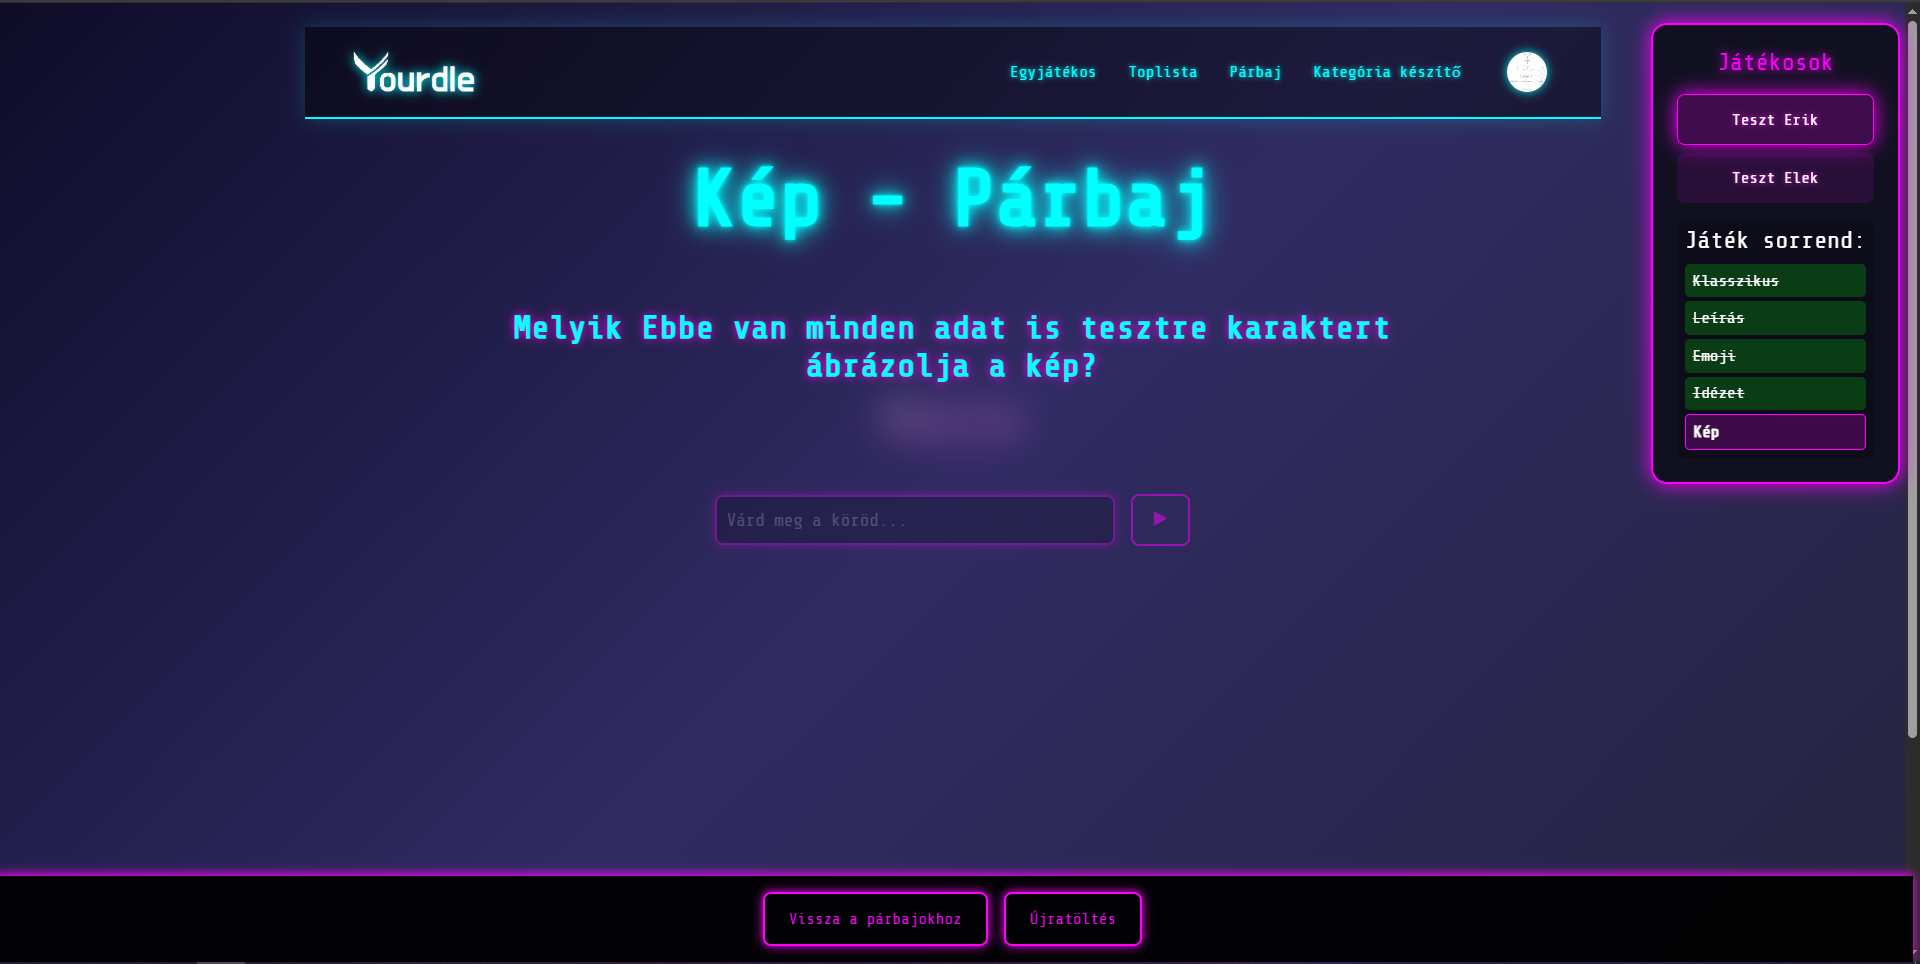 Yourdle
Egyjátékos
Toplista
Párbaj
Kategória készítő
Kép - Párbaj
Melyik Ebbe van minden adat is tesztre karaktert
ábrázolja a kép?
Várd meg a köröd...
Játékosok
Teszt Erik
Teszt Elek
Játék sorrend:
Klasszikus
Leírás
Emoji
Idézet
Kép
Vissza a párbajokhoz
Újratöltés